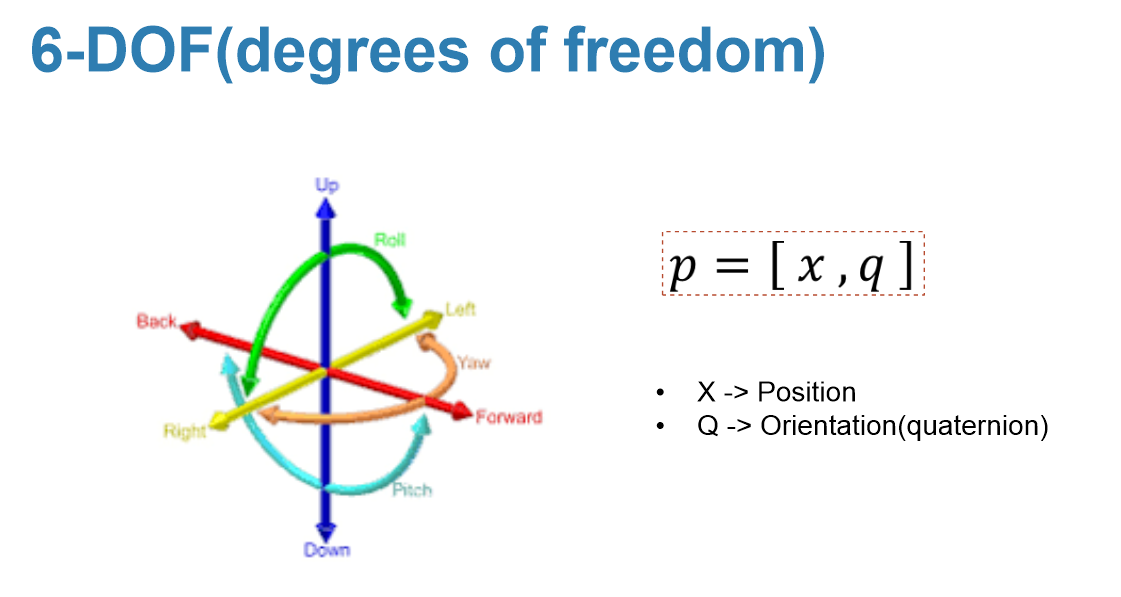 6-DOF(degrees of freedom)
Up
Roll
Back
Left
Yaw
Forward
Right
Pitch
Down
p = [ x , q ]
• X -> Position
• Q -> Orientation(quaternion)